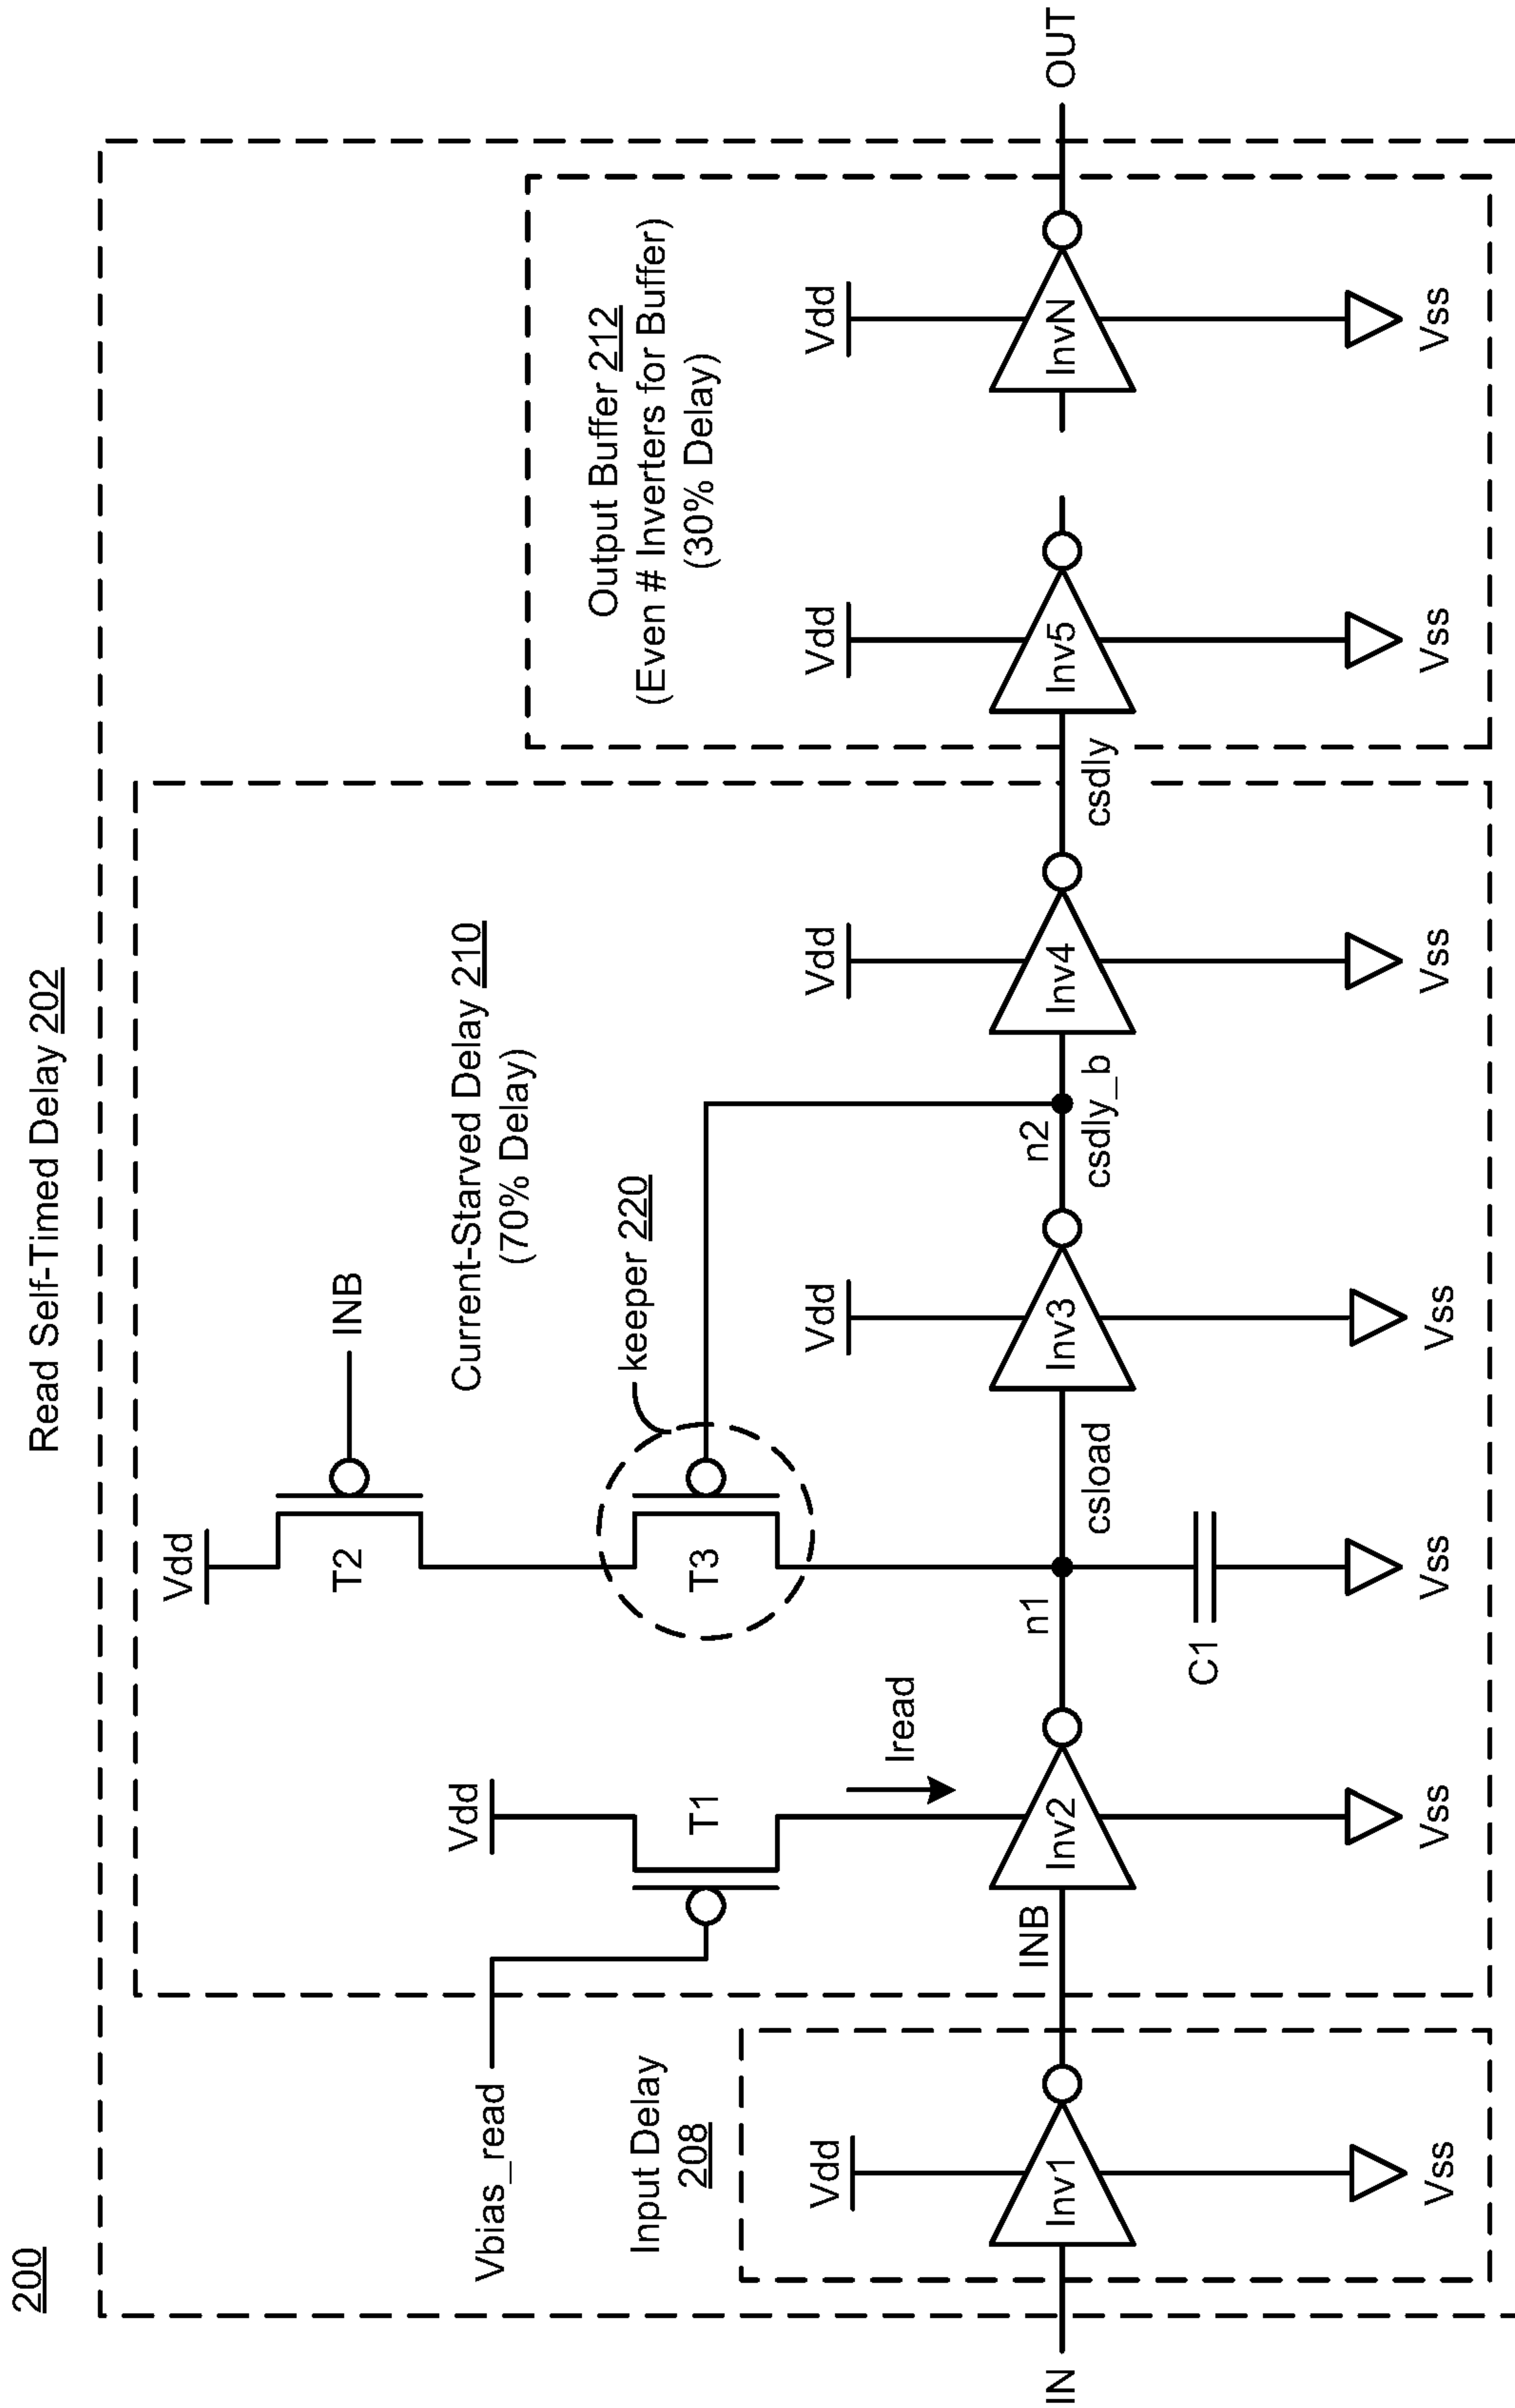 200
Read Self-Timed Delay 202
Vbias_read
Input Delay
208
Vdd
Inv1
Vss
IN
INB
Vdd
T1
Iread
Inv2
Vss
Vdd
T2
INB
Current-Starved Delay 210
(70% Delay)
keeper 220
T3
n1
csload
C1
Vss
Vdd
Inv3
Vss
n2
csdly_b
Vdd
Inv4
Vss
csdly
Output Buffer 212
(Even # Inverters for Buffer)
(30% Delay)
Vdd
Inv5
Vss
Vdd
InvN
Vss
OUT